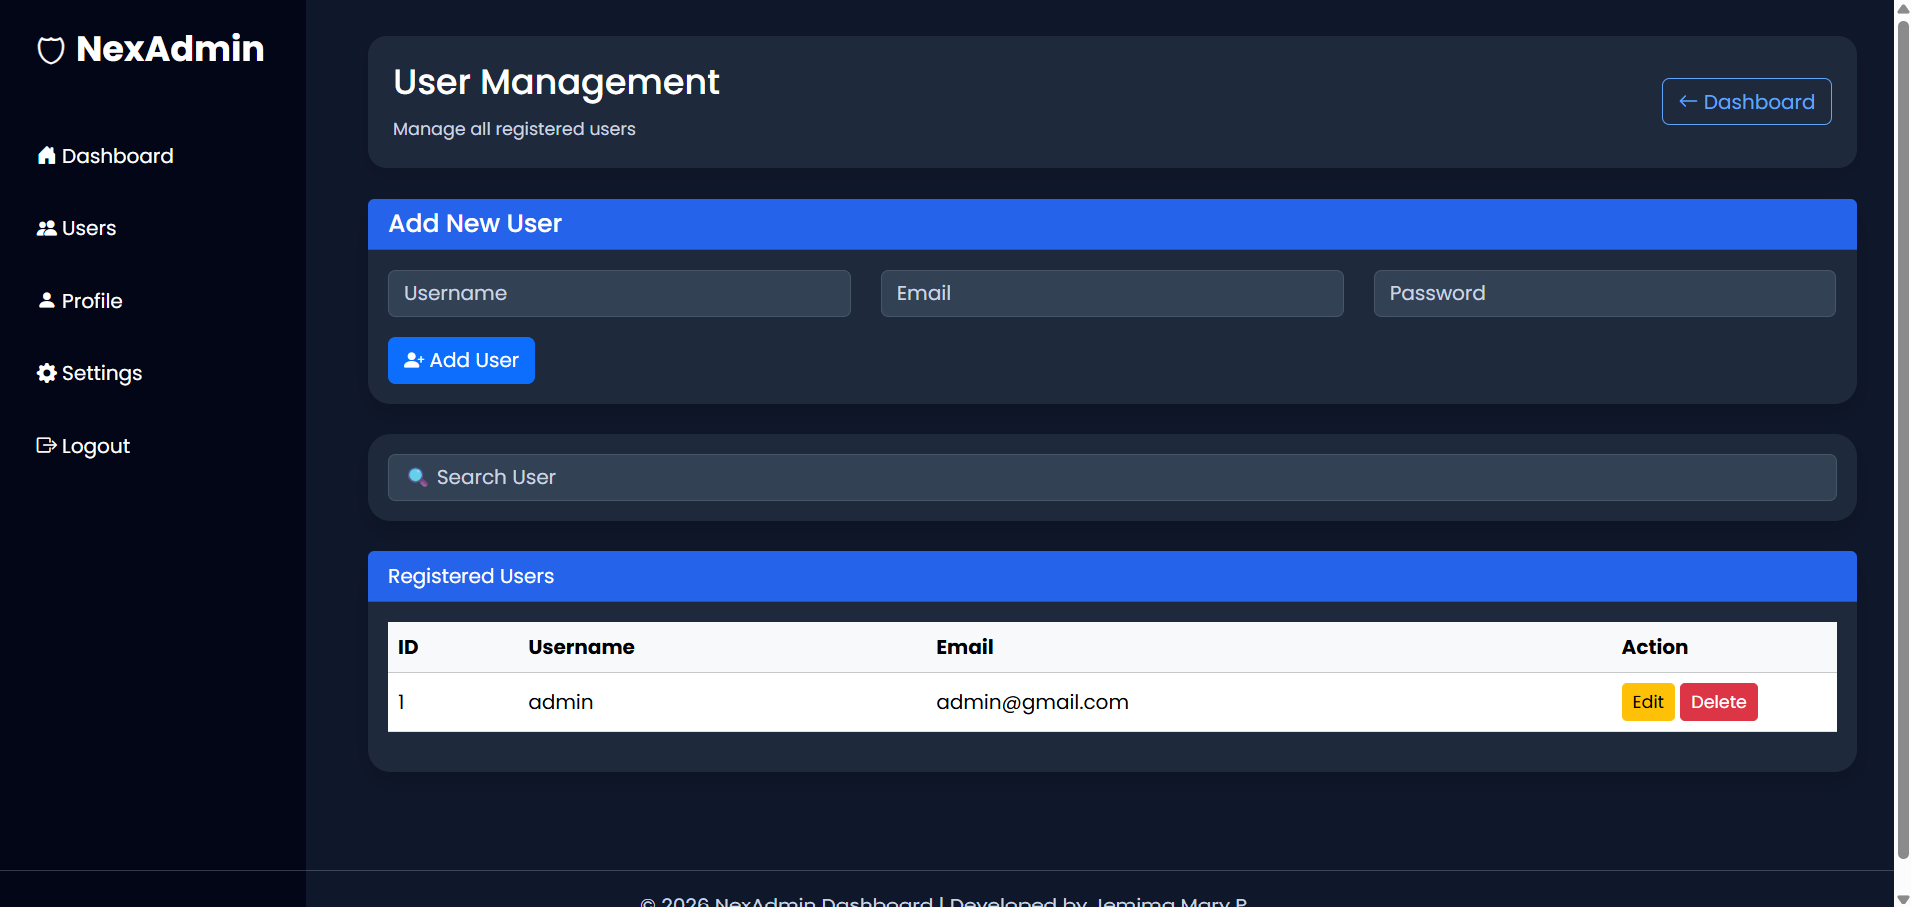 NexAdmin
Dashboard
Users
Profile
Settings
Logout
User Management
Manage all registered users
← Dashboard
Add New User
Username Email Password
Add User
🔍 Search User
Registered Users
ID Username Email Action
1 admin admin@gmail.com Edit Delete
© 2026 NexAdmin Dashboard | Developed by Jemima Mary P